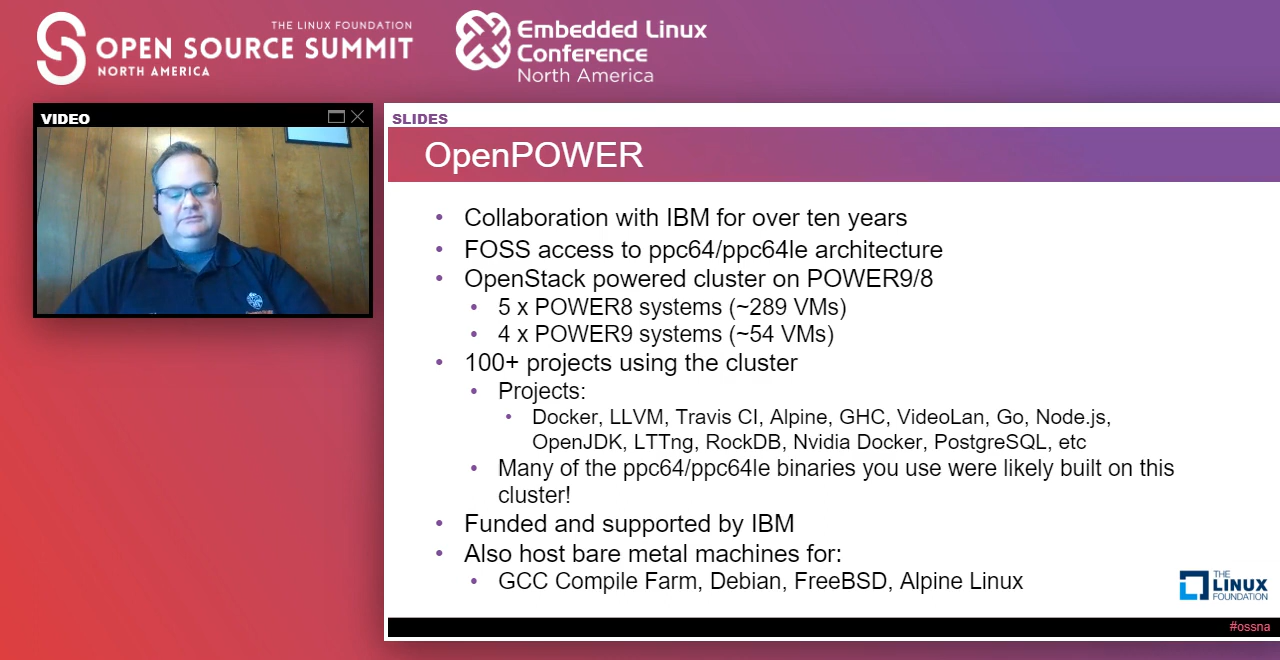 THE LINUX FOUNDATION
OPEN SOURCE SUMMIT
NORTH AMERICA
Embedded Linux
Conference
North America
VIDEO
SLIDES
OpenPOWER
• Collaboration with IBM for over ten years
• FOSS access to ppc64/ppc64le architecture
• OpenStack powered cluster on POWER9/8
• 5 x POWER8 systems (~289 VMs)
• 4 x POWER9 systems (~54 VMs)
• 100+ projects using the cluster
• Projects:
• Docker, LLVM, Travis CI, Alpine, GHC, VideoLan, Go, Node.js,
OpenJDK, LTTng, RockDB, Nvidia Docker, PostgreSQL, etc
• Many of the ppc64/ppc64le binaries you use were likely built on this
cluster!
• Funded and supported by IBM
• Also host bare metal machines for:
• GCC Compile Farm, Debian, FreeBSD, Alpine Linux
THE
LINUX
FOUNDATION
#ossna